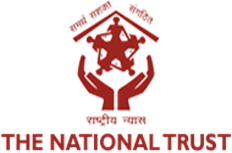 समर्थ सशक्त संगठित
राष्ट्रीय न्यास
THE NATIONAL TRUST